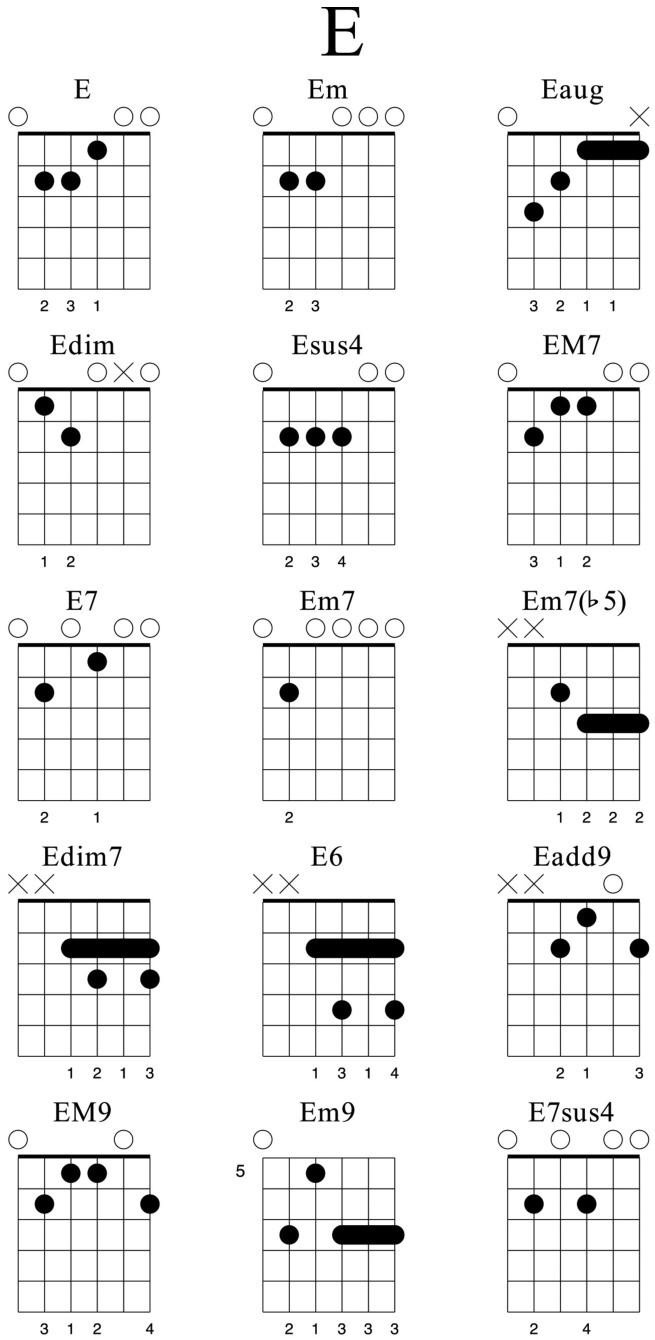 E
E Em Eaug
2 3 1 2 3 3 2 1 1
Edim Esus4 EM7
1 2 2 3 4 3 1 2
E7 Em7 Em7(♭5)
2 1 2 1 2 2 2
Edim7 E6 Eadd9
1 2 1 3 1 3 1 4 2 1 3
EM9 Em9 E7sus4
5
3 1 2 4 2 1 3 3 3 2 4